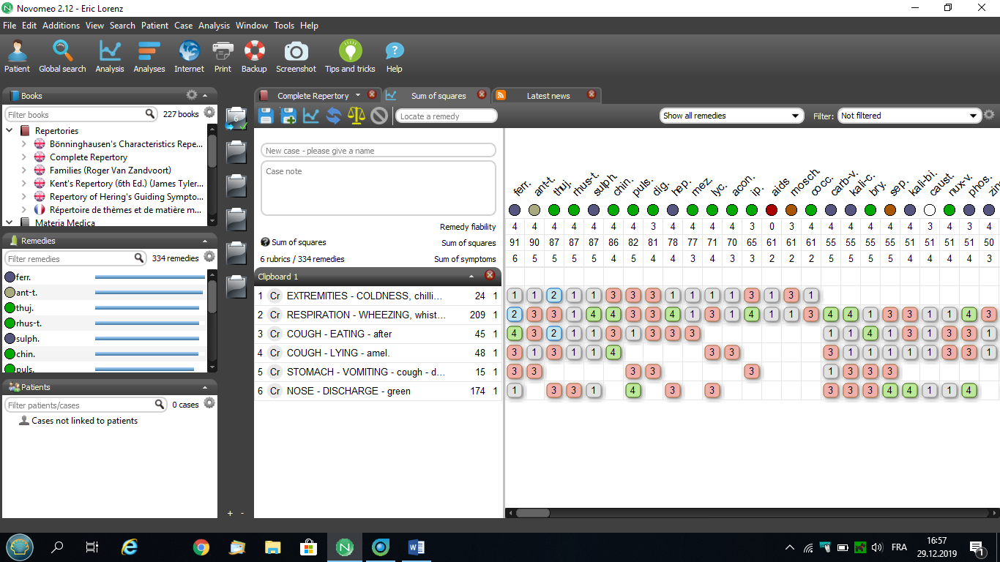 Novomeo 2.12 - Eric Lorenz
File Edit Additions View Search Patient Case Analysis Window Tools Help
Patient Global search Analysis Analyses Internet Print Backup Screenshot Tips and tricks Help
Books
Filter books 227 books
Repertories
Bönninghausen's Characteristics Repe...
Complete Repertory
Families (Roger Van Zandvoort)
Kent's Repertory (6th Ed.) (James Tyler...
Repertory of Hering's Guiding Sympto...
Répertoire de thèmes et de matière m...
Materia Medica
Remedies
Filter remedies 334 remedies
ferr.
ant-t.
thuj.
rhus-t.
sulph.
chin.
puls.
Patients
Filter patients/cases 0 cases
Cases not linked to patients
6
+ -
Complete Repertory Sum of squares Latest news
Locate a remedy Show all remedies Filter: Not filtered
New case - please give a name
Case note
ferr. ant-t. thuj. rhus-t. sulph. chin. puls. dig. hep. mez. lyc. acon. ip. aids mosch. cocc. carb-v. kali-c. bry. sep. kali-bi. caust. nux-v. phos. zin
Remedy fiability 4 4 4 4 4 4 4 3 4 4 4 4 3 0 3 4 4 4 4 4 4 3 4 3 4
Sum of squares Sum of squares 91 90 87 87 87 86 82 81 78 77 71 70 65 61 61 61 55 55 55 55 51 51 51 51 50
6 rubrics / 334 remedies Sum of symptoms 6 5 5 5 5 4 5 4 4 3 4 3 3 2 2 2 5 5 5 5 4 4 4 4 3
Clipboard 1
1 Cr EXTREMITIES - COLDNESS, chilli... 24 1 1 1 2 1 1 3 3 3 1 1 1 1 3 1 3 1
2 Cr RESPIRATION - WHEEZING, whist... 209 1 2 3 3 1 4 4 3 3 4 1 3 1 4 1 1 3 4 4 1 3 3 1 1 4 3
3 Cr COUGH - EATING - after 45 1 4 3 2 1 1 3 1 3 3 3 1 1 4 1 3 1 3 3 1
4 Cr COUGH - LYING - amel. 48 1 3 1 3 1 1 4 3 3 3 1 1 1 1 1 3 3 1
5 Cr STOMACH - VOMITING - cough - d... 15 1 3 3 3 3 3 1 3 3 3
6 Cr NOSE - DISCHARGE - green 174 1 1 3 3 1 4 3 3 3 3 3 4 4 1 1 4
FRA
16:57
29.12.2019
1